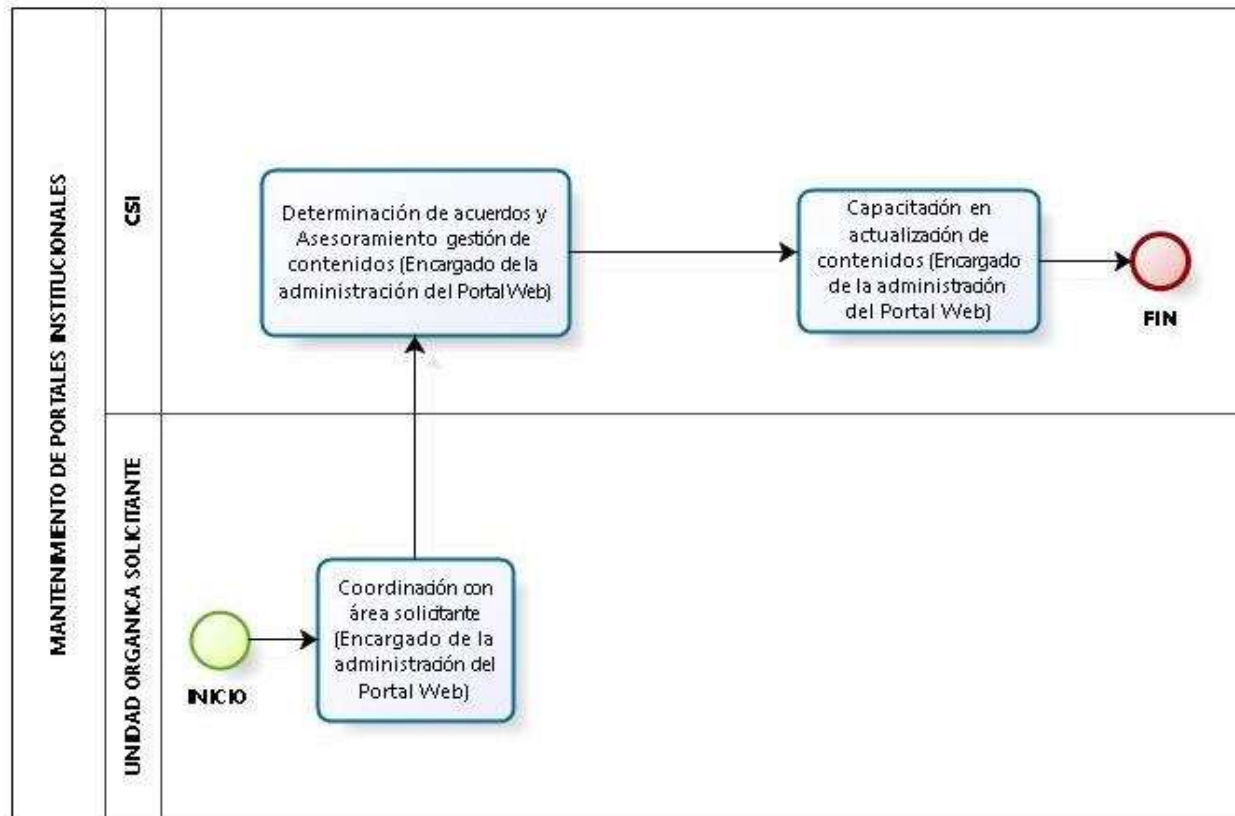 MANTENIMIENTO DE PORTALES INSTITUCIONALES
CSI
Determinación de acuerdos y
Asesoramiento gestión de
contenidos (Encargado de la
administración del Portal Web)
Capacitación en
actualización de
contenidos (Encargado
de la administración
del Portal Web)
FIN
UNIDAD ORGANICA SOLICITANTE
INICIO
Coordinación con
área solicitante
(Encargado de la
administración del
Portal Web)